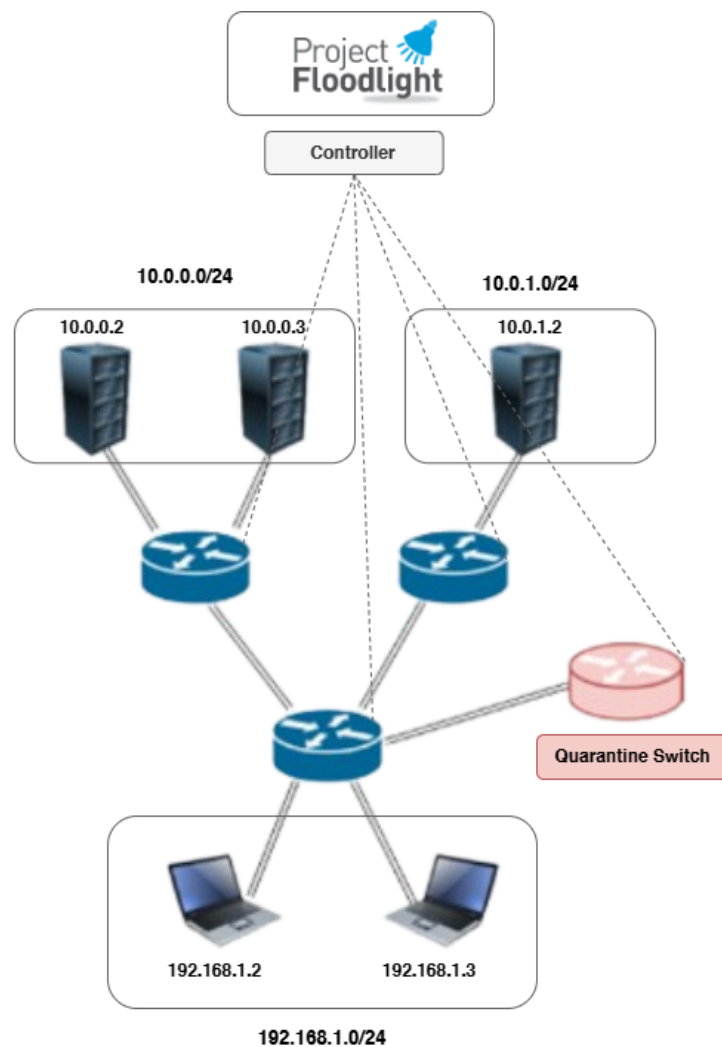 Project
Floodlight
Controller
10.0.0.0/24
10.0.1.0/24
10.0.0.2
10.0.0.3
10.0.1.2
Quarantine Switch
192.168.1.2
192.168.1.3
192.168.1.0/24